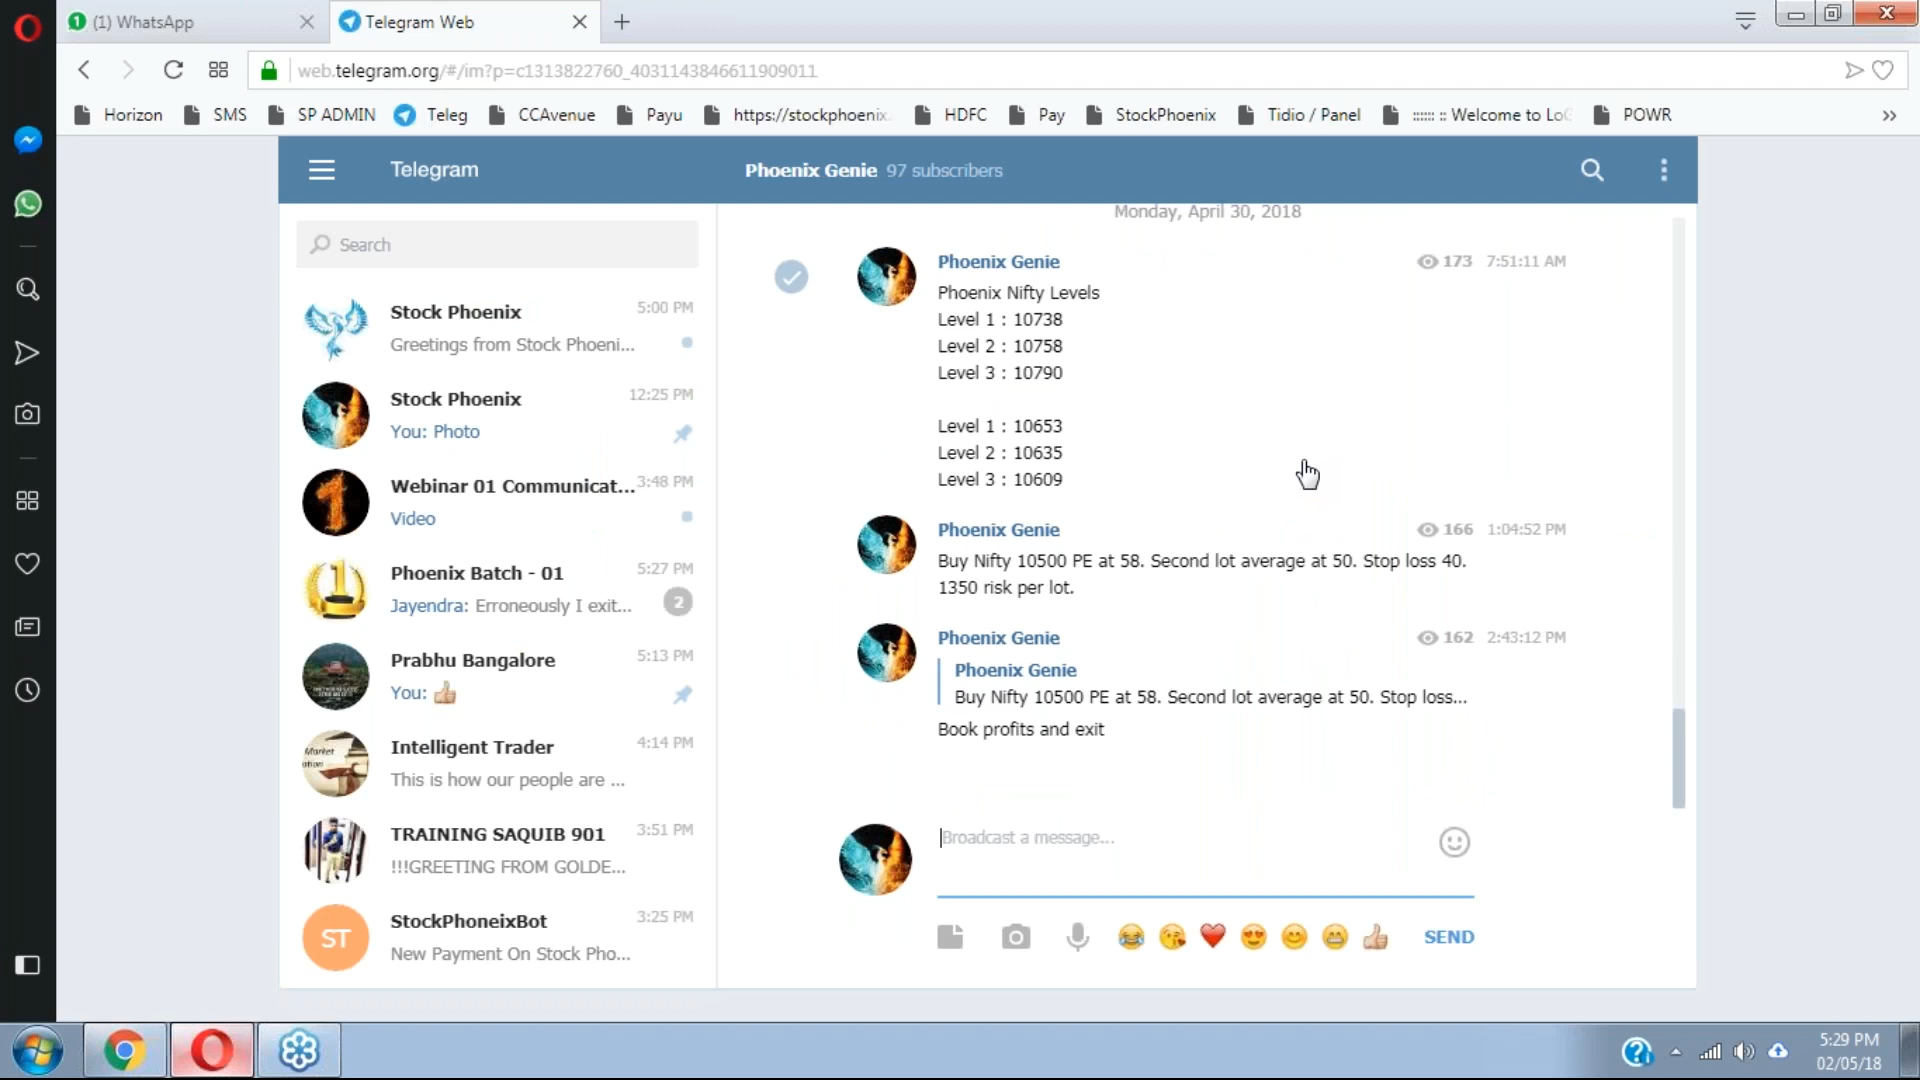 (1) WhatsApp
Telegram Web
web.telegram.org/#/im?p=c1313822760_4031143846611909011
Horizon SMS SP ADMIN Teleg CCAvenue Payu https://stockphoenix. HDFC Pay StockPhoenix Tidio / Panel :::::: :: Welcome to LoG POWR
Telegram
Phoenix Genie 97 subscribers
Search
Stock Phoenix 5:00 PM
Greetings from Stock Phoeni...
Stock Phoenix 12:25 PM
You: Photo
Webinar 01 Communicat... 3:48 PM
Video
Phoenix Batch - 01 5:27 PM
Jayendra: Erroneously I exit... 2
Prabhu Bangalore 5:13 PM
You: 👍
Market
Intelligent Trader 4:14 PM
This is how our people are ...
TRAINING SAQUIB 901 3:51 PM
!!!GREETING FROM GOLDE...
ST
StockPhoneixBot 3:25 PM
New Payment On Stock Pho...
Monday, April 30, 2018
Phoenix Genie 173 7:51:11 AM
Phoenix Nifty Levels
Level 1 : 10738
Level 2 : 10758
Level 3 : 10790
Level 1 : 10653
Level 2 : 10635
Level 3 : 10609
Phoenix Genie 166 1:04:52 PM
Buy Nifty 10500 PE at 58. Second lot average at 50. Stop loss 40.
1350 risk per lot.
Phoenix Genie 162 2:43:12 PM
Phoenix Genie
Buy Nifty 10500 PE at 58. Second lot average at 50. Stop loss...
Book profits and exit
Broadcast a message...
SEND
5:29 PM
02/05/18